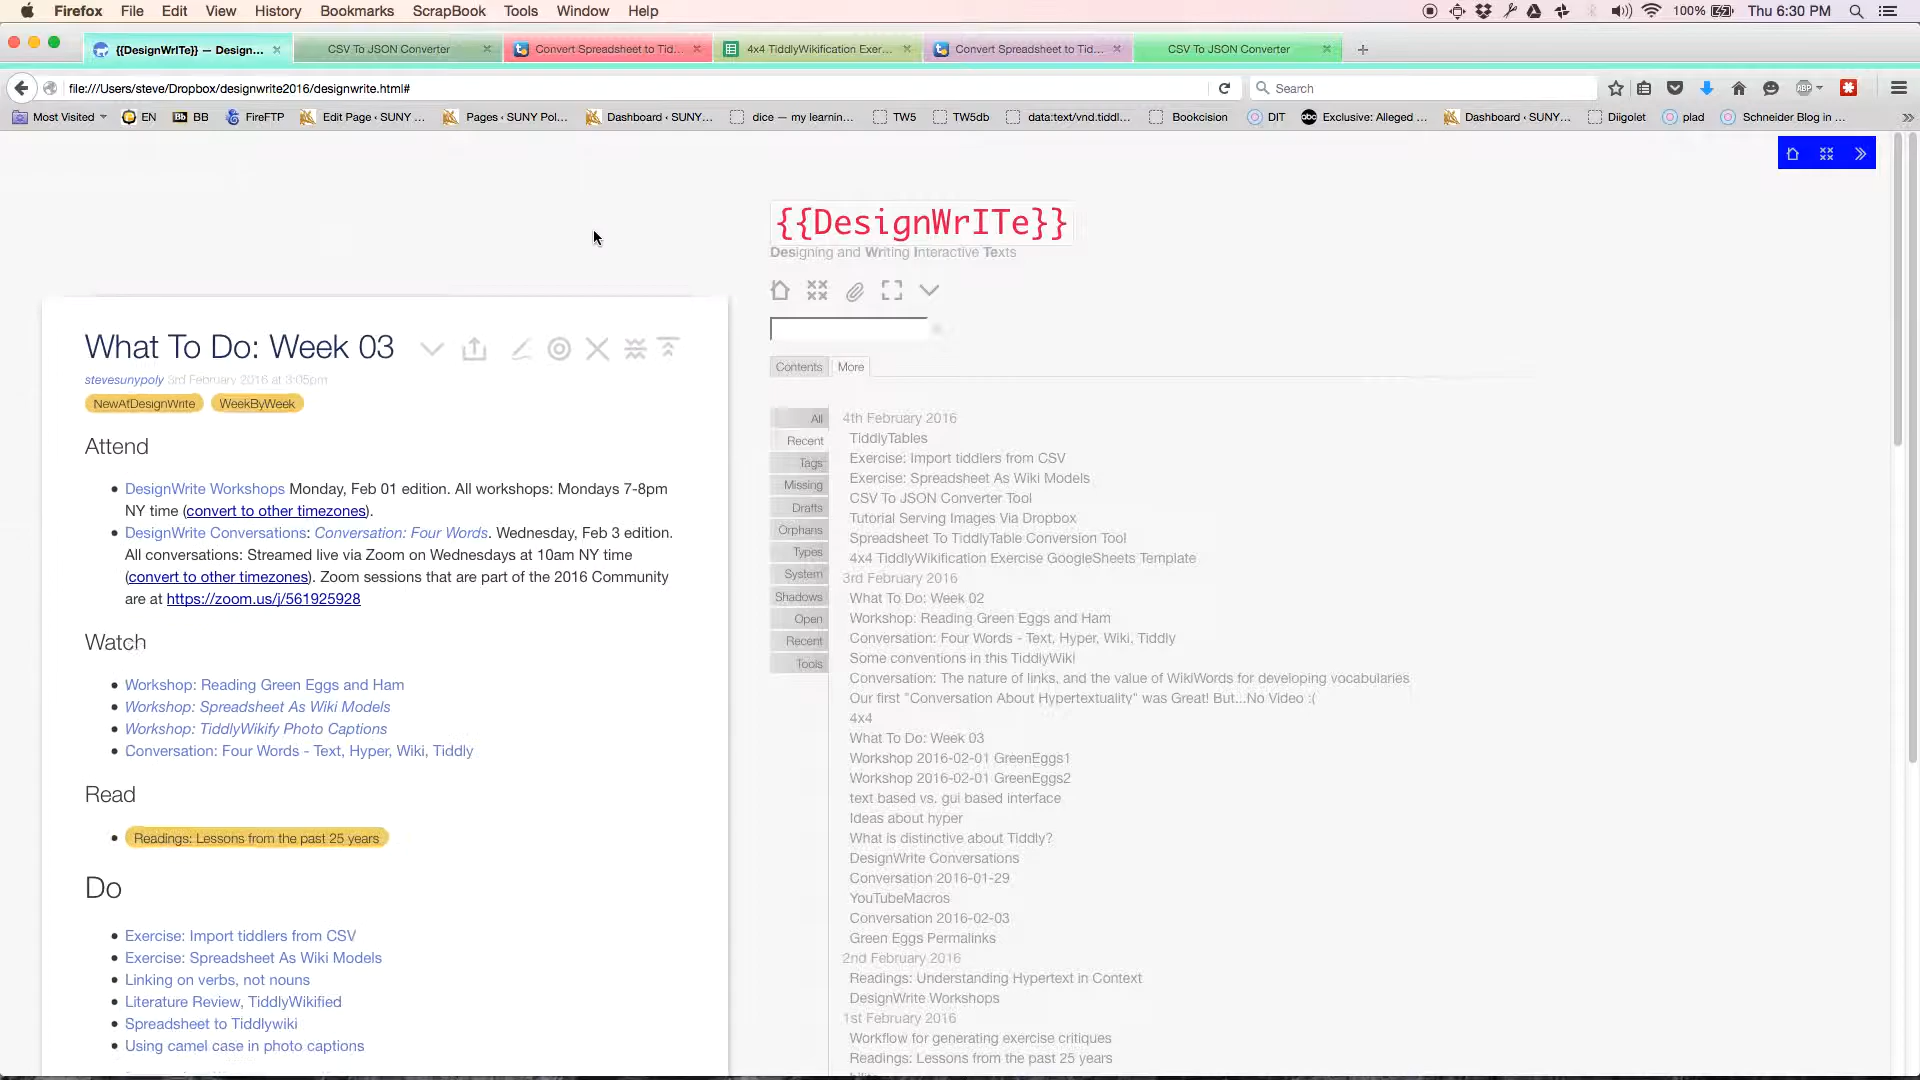 Firefox File Edit View History Bookmarks ScrapBook Tools Window Help 100% Thu 6:30 PM
{{DesignWrITe}} — Design... CSV To JSON Converter Convert Spreadsheet to Tid... 4x4 TiddlyWikification Exer... Convert Spreadsheet to Tid... CSV To JSON Converter
file:///Users/steve/Dropbox/designwrite2016/designwrite.html# Search ABP
Most Visited EN Bb BB FireFTP Edit Page ‹ SUNY ... Pages ‹ SUNY Pol... Dashboard ‹ SUNY... dice — my learnin... TW5 TW5db data:text/vnd.tiddl... Bookcision DIT abc Exclusive: Alleged ... Dashboard ‹ SUNY... Diigolet plad Schneider Blog in ...
{{DesignWrITe}}
Designing and Writing Interactive Texts
Contents More
All
Recent
Tags
Missing
Drafts
Orphans
Types
System
Shadows
Open
Recent
Tools
4th February 2016
TiddlyTables
Exercise: Import tiddlers from CSV
Exercise: Spreadsheet As Wiki Models
CSV To JSON Converter Tool
Tutorial Serving Images Via Dropbox
Spreadsheet To TiddlyTable Conversion Tool
4x4 TiddlyWikification Exercise GoogleSheets Template
3rd February 2016
What To Do: Week 02
Workshop: Reading Green Eggs and Ham
Conversation: Four Words - Text, Hyper, Wiki, Tiddly
Some conventions in this TiddlyWiki
Conversation: The nature of links, and the value of WikiWords for developing vocabularies
Our first "Conversation About Hypertextuality" was Great! But...No Video :(
4x4
What To Do: Week 03
Workshop 2016-02-01 GreenEggs1
Workshop 2016-02-01 GreenEggs2
text based vs. gui based interface
Ideas about hyper
What is distinctive about Tiddly?
DesignWrite Conversations
Conversation 2016-01-29
YouTubeMacros
Conversation 2016-02-03
Green Eggs Permalinks
2nd February 2016
Readings: Understanding Hypertext in Context
DesignWrite Workshops
1st February 2016
Workflow for generating exercise critiques
Readings: Lessons from the past 25 years
What To Do: Week 03
stevesunypoly 3rd February 2016 at 3:05pm
NewAtDesignWrite WeekByWeek
Attend
• DesignWrite Workshops Monday, Feb 01 edition. All workshops: Mondays 7-8pm
NY time (convert to other timezones).
• DesignWrite Conversations: Conversation: Four Words. Wednesday, Feb 3 edition.
All conversations: Streamed live via Zoom on Wednesdays at 10am NY time
(convert to other timezones). Zoom sessions that are part of the 2016 Community
are at https://zoom.us/j/561925928
Watch
• Workshop: Reading Green Eggs and Ham
• Workshop: Spreadsheet As Wiki Models
• Workshop: TiddlyWikify Photo Captions
• Conversation: Four Words - Text, Hyper, Wiki, Tiddly
Read
• Readings: Lessons from the past 25 years
Do
• Exercise: Import tiddlers from CSV
• Exercise: Spreadsheet As Wiki Models
• Linking on verbs, not nouns
• Literature Review, TiddlyWikified
• Spreadsheet to Tiddlywiki
• Using camel case in photo captions